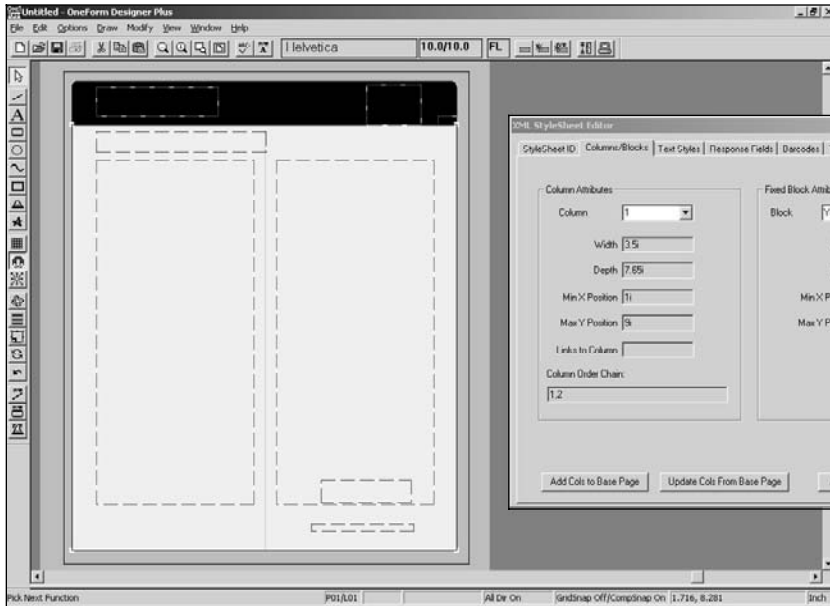 Untitled - OneForm Designer Plus
File Edit Options Draw Modify View Window Help
Helvetica 10.0/10.0 FL
XML StyleSheet Editor
StyleSheet ID Columns/Blocks Text Styles Response Fields Barcodes
Column Attributes Fixed Block Attrib
Column 1 Block Y
Width 3.5i
Depth 7.65i
Min X Position 1i Min X P
Max Y Position 9i Max Y P
Links to Column
Column Order Chain:
1,2
Add Cols to Base Page Update Cols From Base Page
Pick Next Function P01/L01 All Dir On GridSnap Off/CompSnap On 1.716, 8.281 Inch